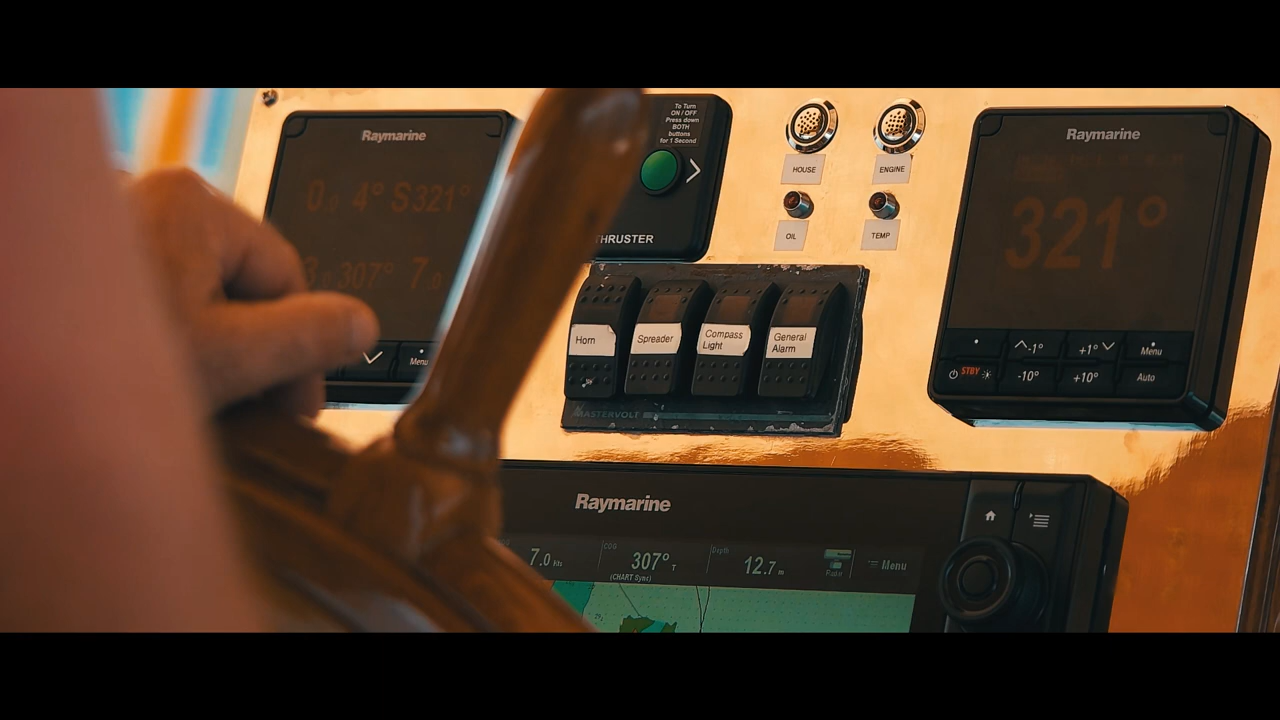 Raymarine
0.0 4° S321°
307° 7.0
Menu
To Turn
ON / OFF
Press down
BOTH
buttons
for 1 Second
THRUSTER
HOUSE
ENGINE
OIL
TEMP
Raymarine
321°
-1°
+1°
Menu
STBY
-10°
+10°
Auto
Horn
Spreader
Compass
Light
General
Alarm
MASTERVOLT
Raymarine
7.0 kts
COG
307° T
(CHART Sync)
Depth
12.7 m
Menu